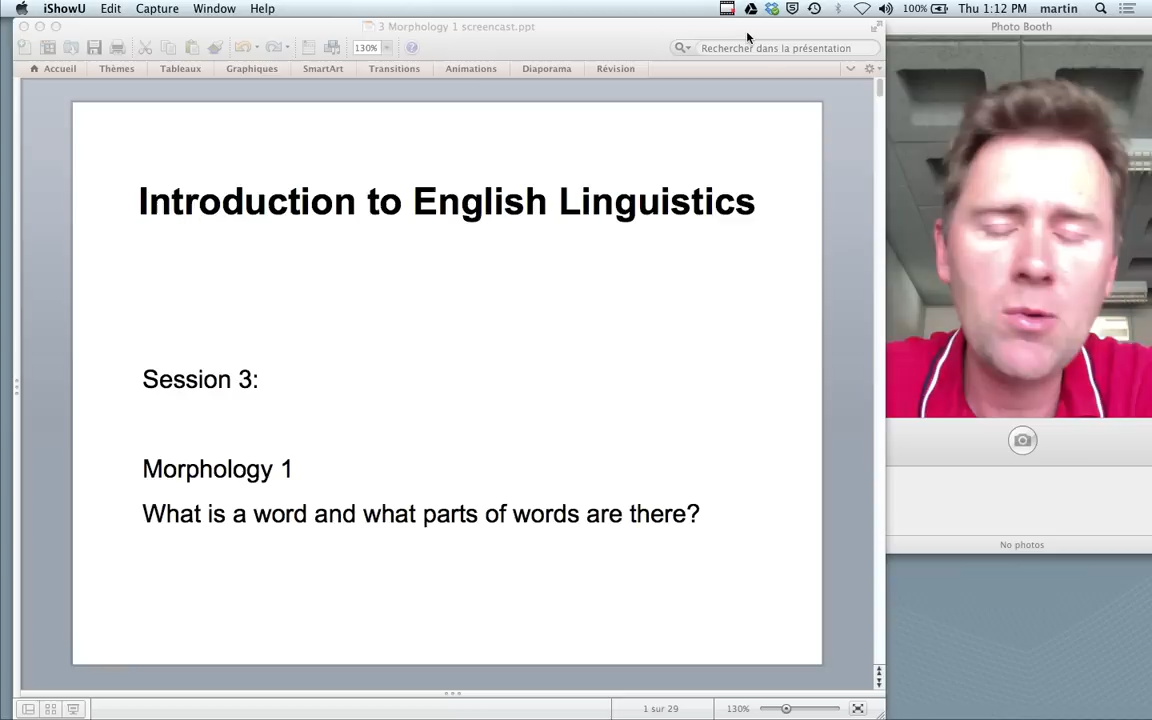 iShowU Edit Capture Window Help 100% Thu 1:12 PM martin
3 Morphology 1 screencast.ppt
Photo Booth
130% Rechercher dans la présentation
Accueil Thèmes Tableaux Graphiques SmartArt Transitions Animations Diaporama Révision
Introduction to English Linguistics
Session 3:
Morphology 1
What is a word and what parts of words are there?
No photos
1 sur 29 130%